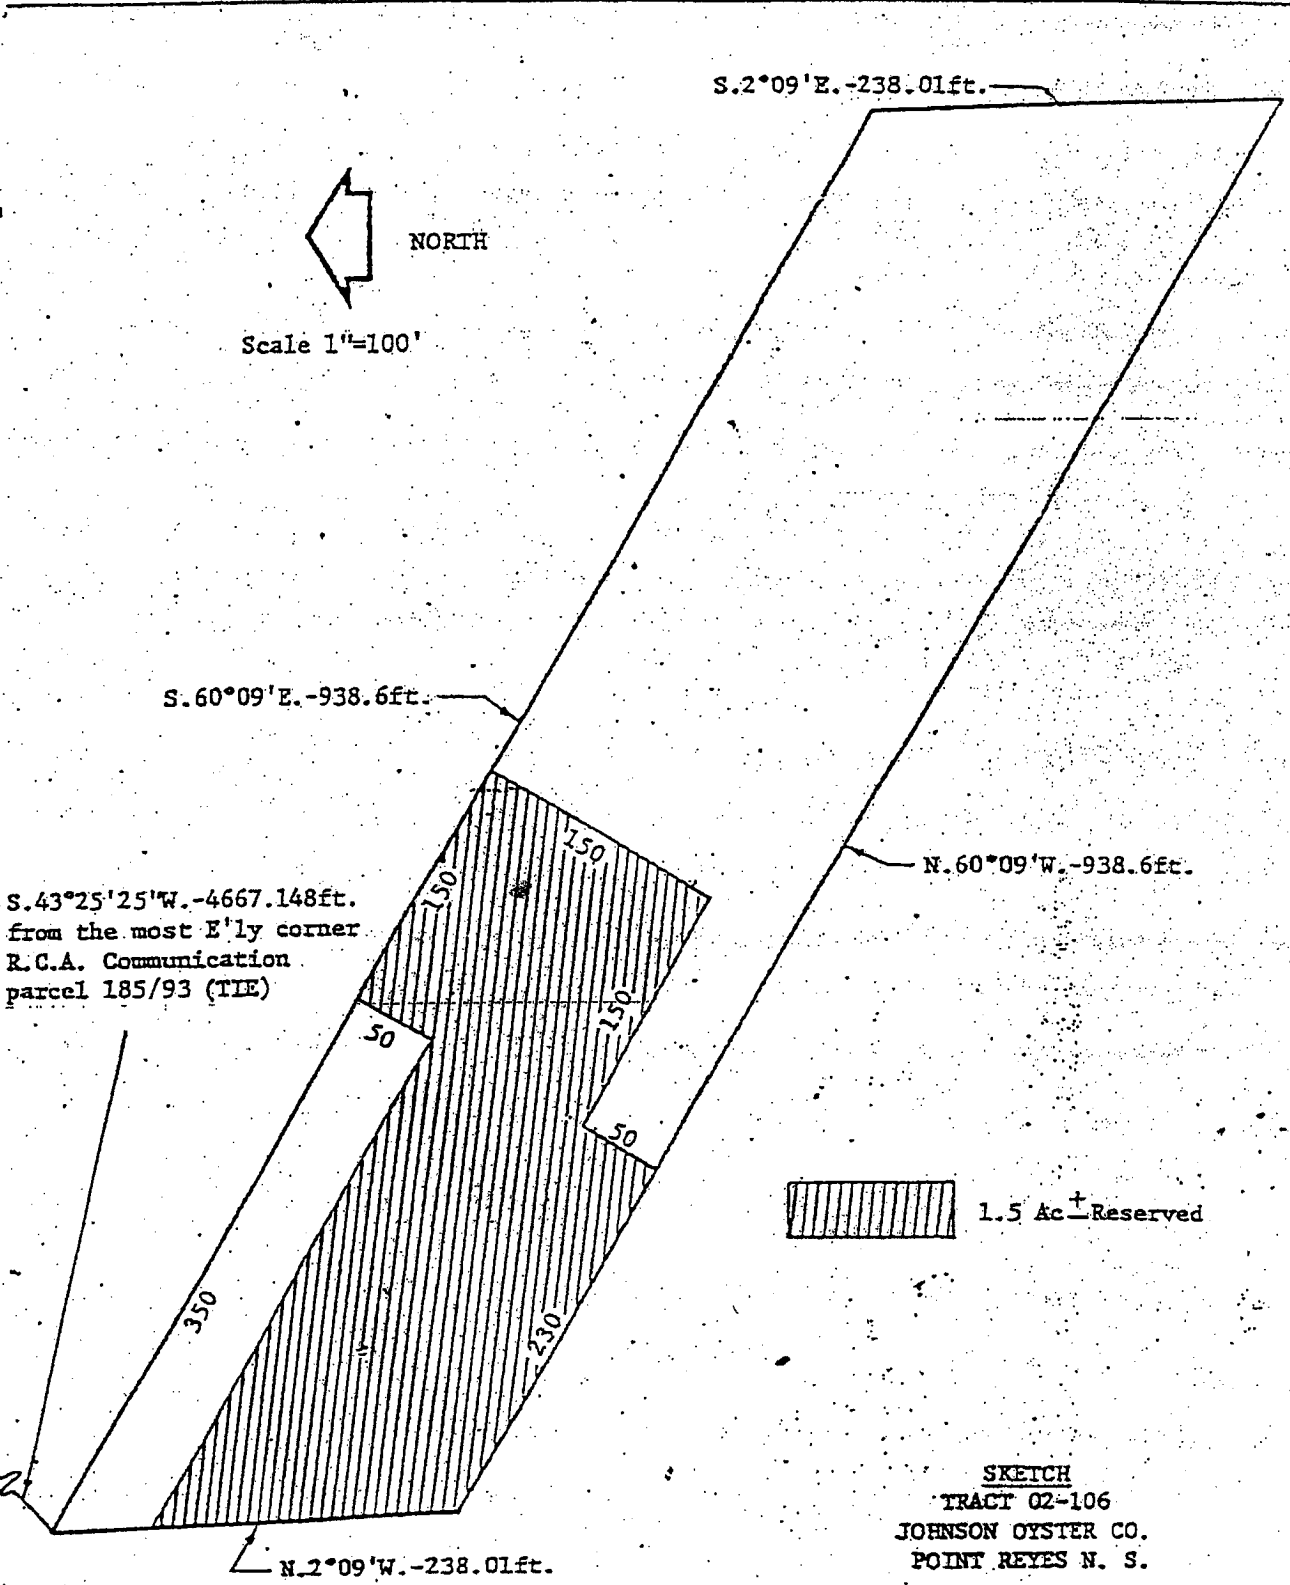 S.2°09'E.-238.01ft.
NORTH
Scale 1"=100'
S.60°09'E.-938.6ft.
150
150
N.60°09'W.-938.6ft.
S.43°25'25"W.-4667.148ft.
from the most E'ly corner
R.C.A. Communication
parcel 185/93 (TIE)
150
50
50
1.5 Ac ± Reserved
350
230
SKETCH
TRACT 02-106
JOHNSON OYSTER CO.
POINT REYES N. S.
N.2°09'W.-238.01ft.